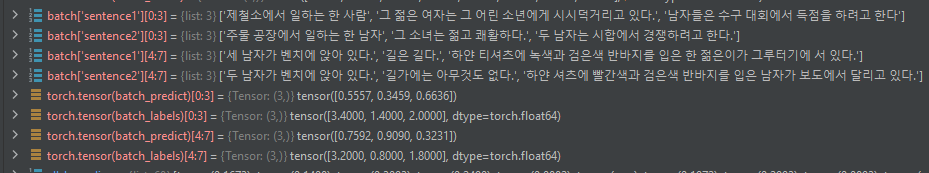 batch['sentence1'][0:3] = {list: 3} ['제철소에서 일하는 한 사람', '그 젊은 여자는 그 어린 소년에게 시시덕거리고 있다.', '남자들은 수구 대회에서 득점을 하려고 한다']
batch['sentence2'][0:3] = {list: 3} ['주물 공장에서 일하는 한 남자', '그 소녀는 젊고 쾌활하다.', '두 남자는 시합에서 경쟁하려고 한다.']
batch['sentence1'][4:7] = {list: 3} ['세 남자가 벤치에 앉아 있다.', '길은 길다.', '하얀 티셔츠에 녹색과 검은색 반바지를 입은 한 젊은이가 그루터기에 서 있다.']
batch['sentence2'][4:7] = {list: 3} ['두 남자가 벤치에 앉아 있다.', '길가에는 아무것도 없다.', '하얀 셔츠에 빨간색과 검은색 반바지를 입은 남자가 보도에서 달리고 있다.']
torch.tensor(batch_predict)[0:3] = {Tensor: (3,)} tensor([0.5557, 0.3459, 0.6636])
torch.tensor(batch_labels)[0:3] = {Tensor: (3,)} tensor([3.4000, 1.4000, 2.0000], dtype=torch.float64)
torch.tensor(batch_predict)[4:7] = {Tensor: (3,)} tensor([0.7592, 0.9090, 0.3231])
torch.tensor(batch_labels)[4:7] = {Tensor: (3,)} tensor([3.2000, 0.8000, 1.8000], dtype=torch.float64)